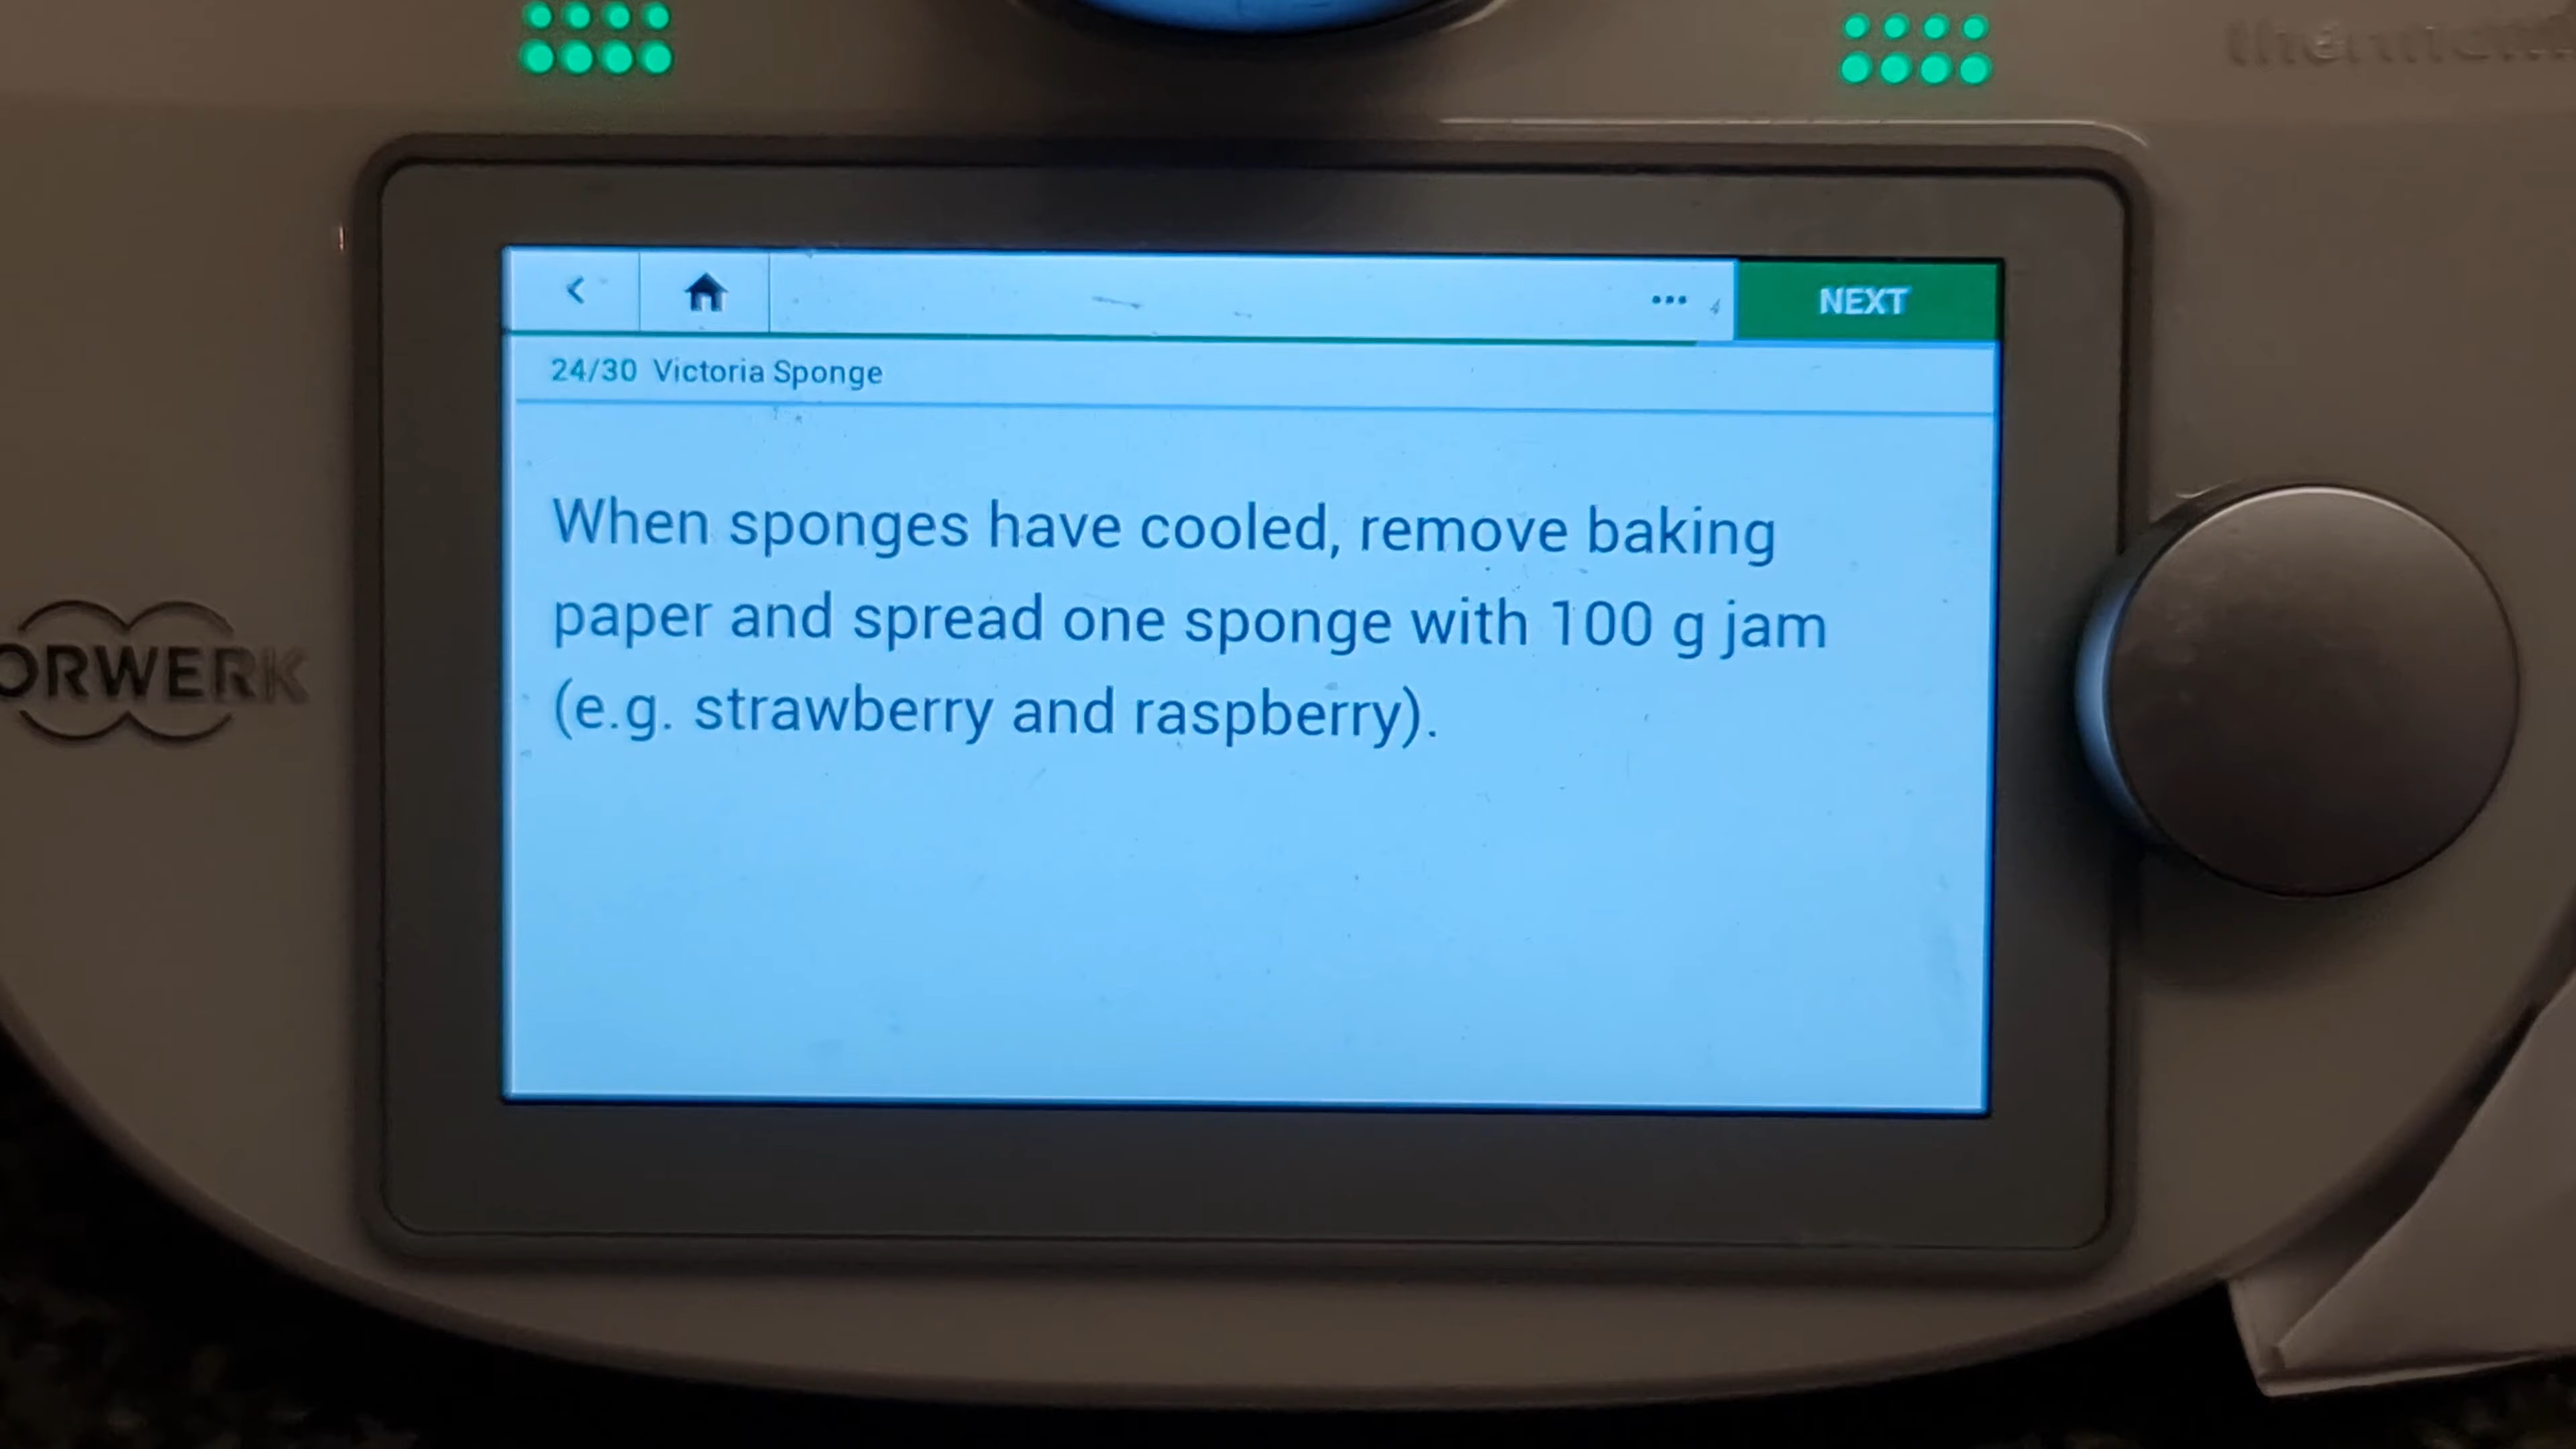 NEXT
24/30 Victoria Sponge
When sponges have cooled, remove baking
paper and spread one sponge with 100 g jam
(e.g. strawberry and raspberry).
ORWERK